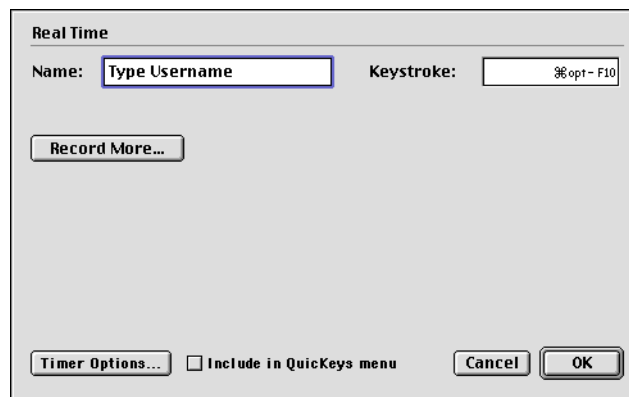 Real Time
Name: Type Username Keystroke: ⌘opt-F10
Record More...
Timer Options... Include in QuicKeys menu Cancel OK